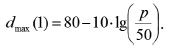 d_max(1) = 80 – 10 · lg(p/50).